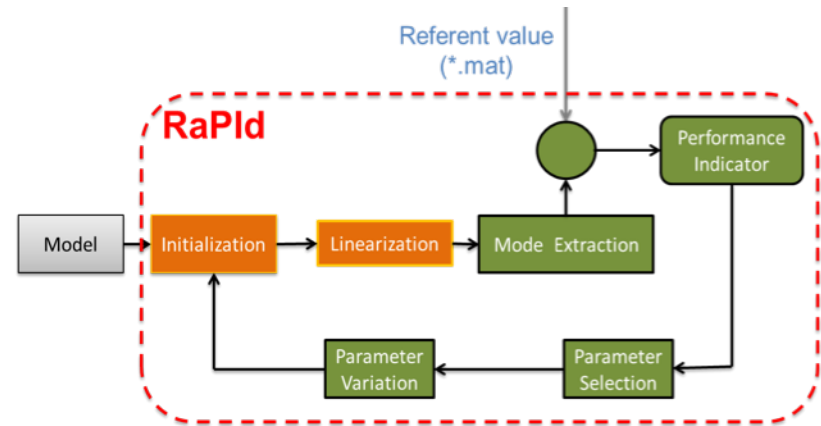 Referent value
(*.mat)
RaPId
Performance
Indicator
Model
Initialization
Linearization
Mode Extraction
Parameter
Variation
Parameter
Selection